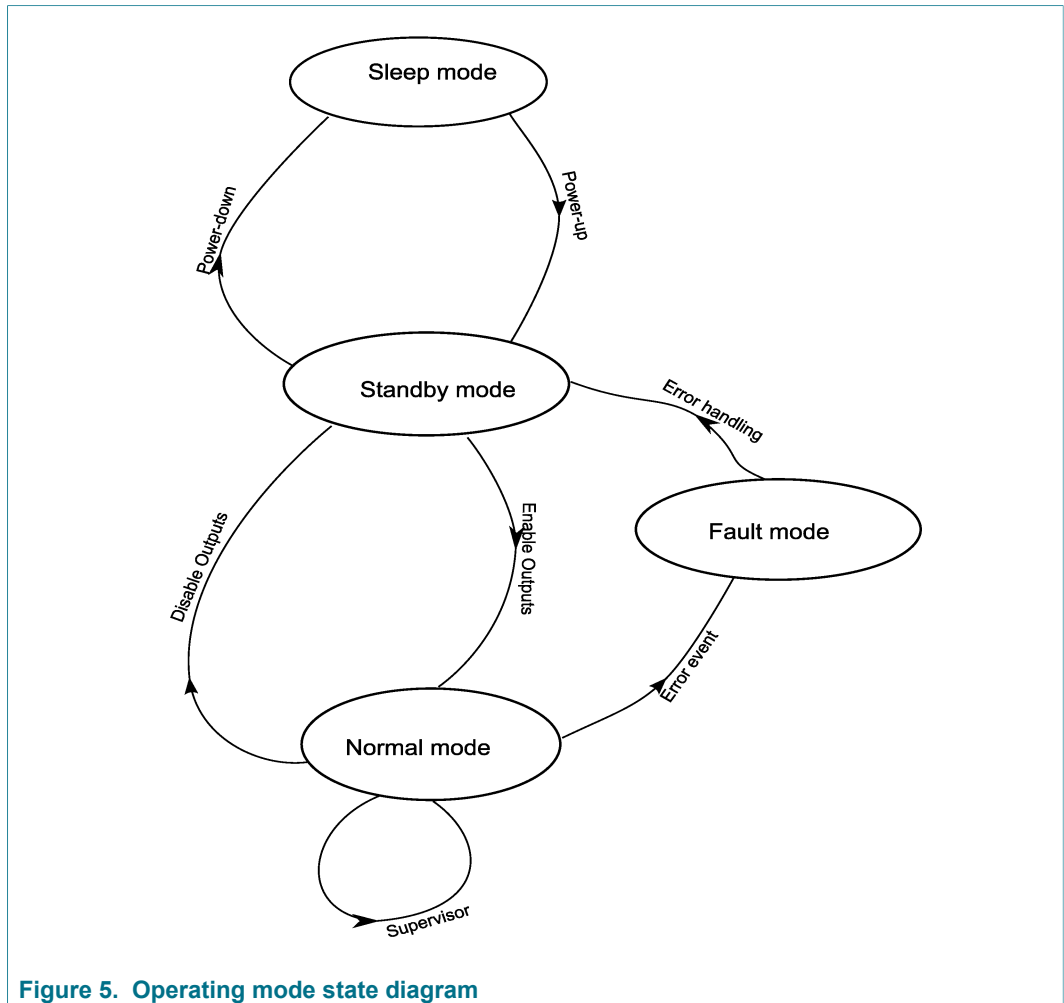 Sleep mode
Power-down
Power-up
Standby mode
Error handling
Disable Outputs
Enable Outputs
Fault mode
Error event
Normal mode
Supervisor
Figure 5. Operating mode state diagram